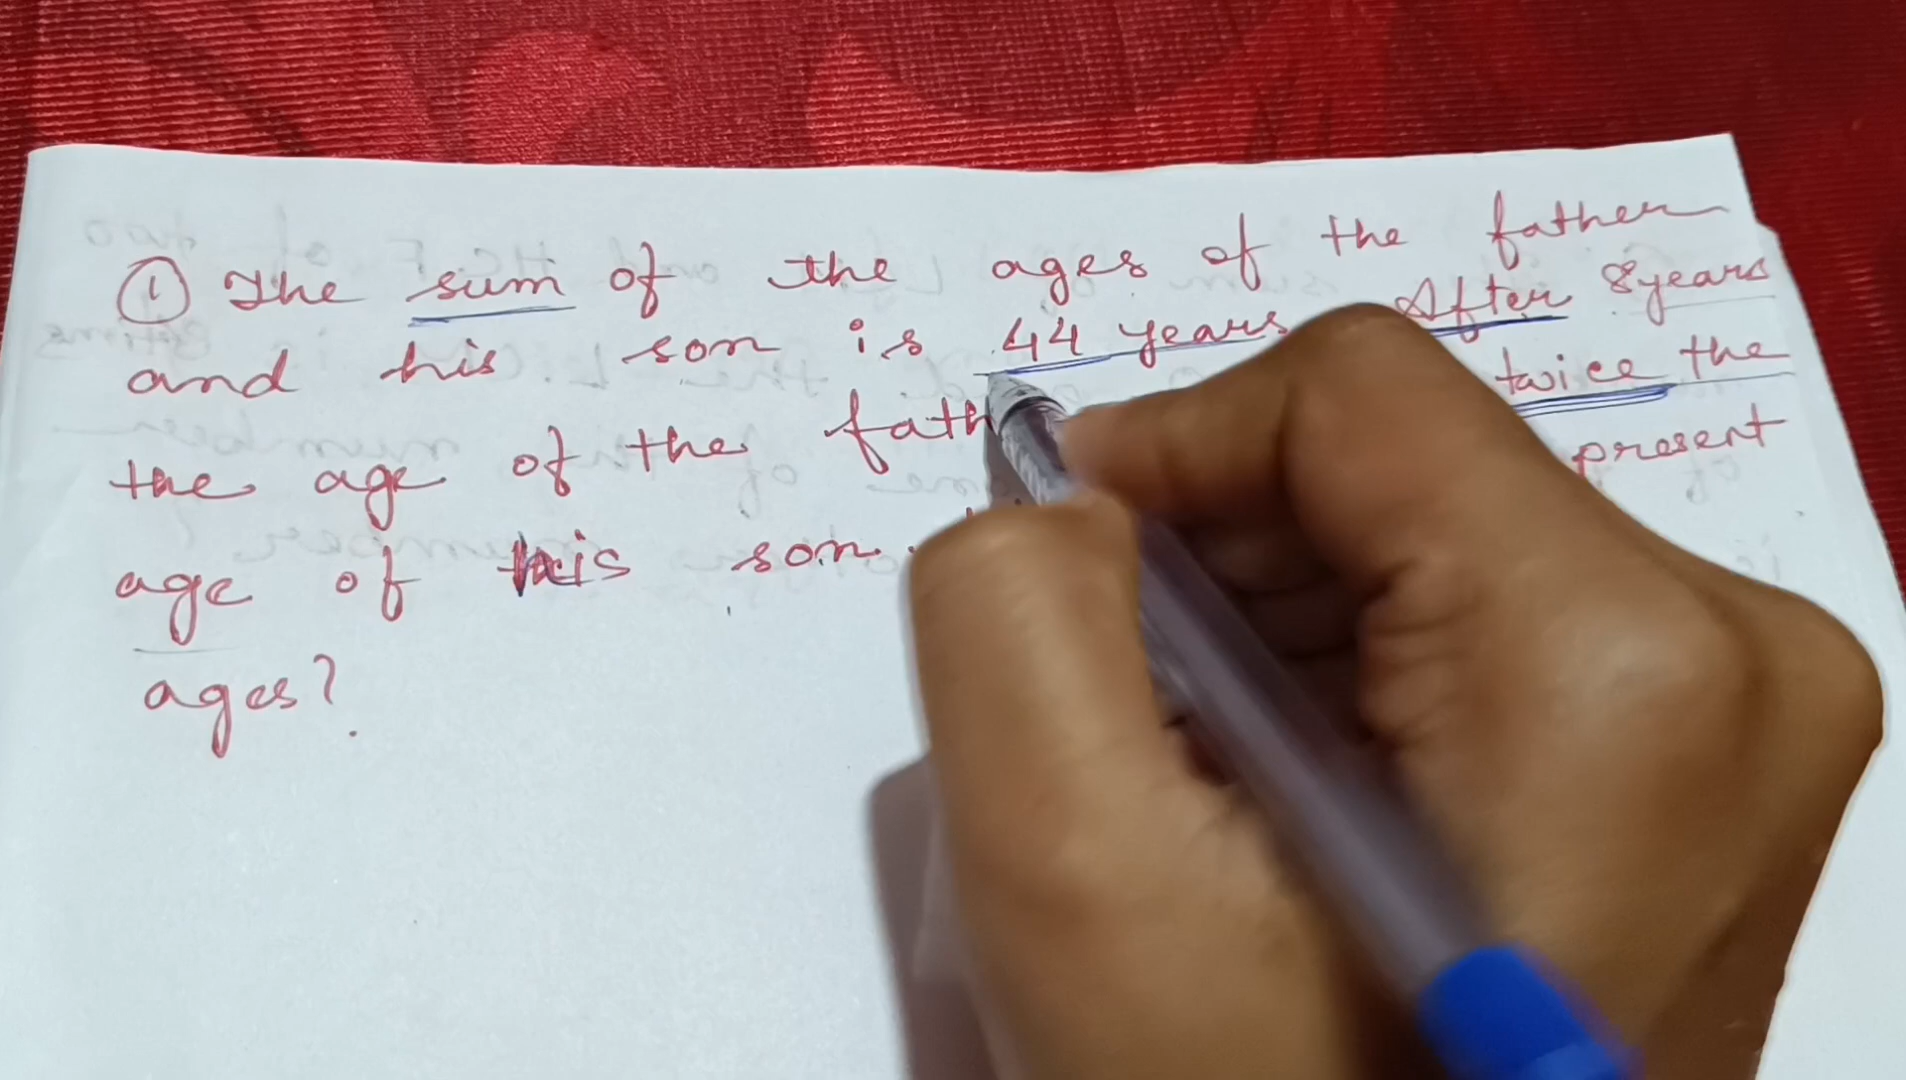 ① The sum of the ages of the father
and his son is 44 years After 8 years
the age of the fath twice the
age of his son. present
ages?